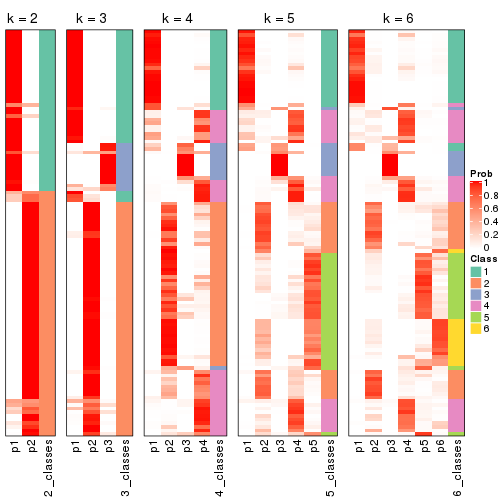 k = 2
k = 3
k = 4
k = 5
k = 6
p1
p2
2_classes
p1
p2
p3
3_classes
p1
p2
p3
p4
4_classes
p1
p2
p3
p4
p5
5_classes
p1
p2
p3
p4
p5
p6
6_classes
Prob
1
0.8
0.6
0.4
0.2
0
Class
1
2
3
4
5
6